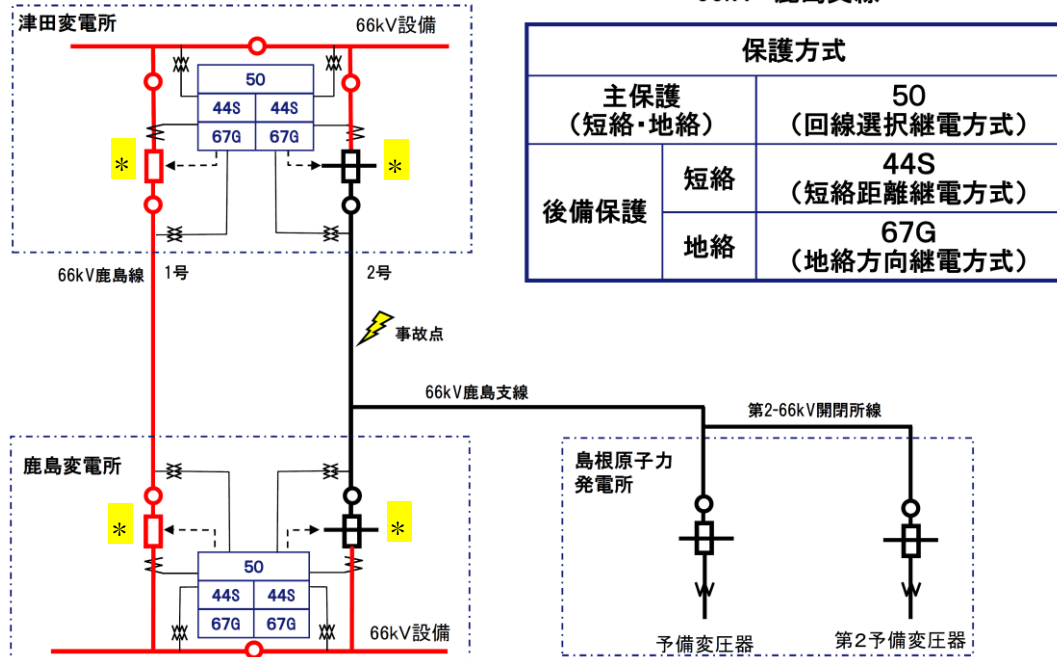 津田変電所
66kV設備
50
44S 44S
67G 67G
*
*
66kV鹿島線
1号
2号
事故点
66kV鹿島支線
第2-66kV開閉所線
鹿島変電所
*
*
50
44S 44S
67G 67G
66kV設備
島根原子力
発電所
予備変圧器
第2予備変圧器
保護方式
主保護
(短絡・地絡)
50
(回線選択継電方式)
後備保護
短絡
44S
(短絡距離継電方式)
地絡
67G
(地絡方向継電方式)